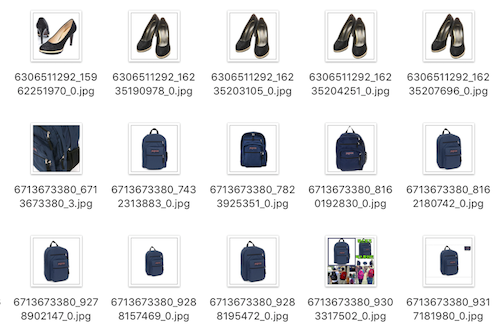 6306511292_159
62251970_0.jpg
6306511292_162
35190978_0.jpg
6306511292_162
35203105_0.jpg
6306511292_162
35204251_0.jpg
6306511292_162
35207696_0.jpg
6713673380_671
3673380_3.jpg
6713673380_743
2313883_0.jpg
6713673380_782
3925351_0.jpg
6713673380_816
0192830_0.jpg
6713673380_816
2180742_0.jpg
6713673380_927
8902147_0.jpg
6713673380_928
8157469_0.jpg
6713673380_928
8195472_0.jpg
6713673380_930
3317502_0.jpg
6713673380_931
7181980_0.jpg